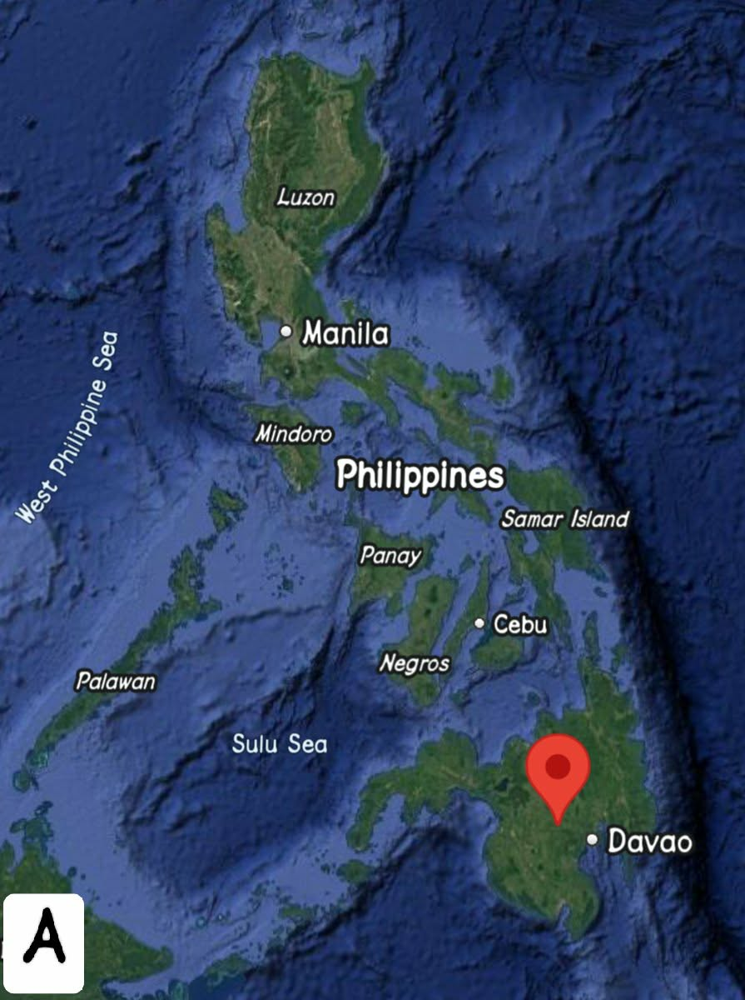 Luzon
Manila
West Philippine Sea
Mindoro
Philippines
Samar Island
Panay
Cebu
Negros
Palawan
Sulu Sea
Davao
A